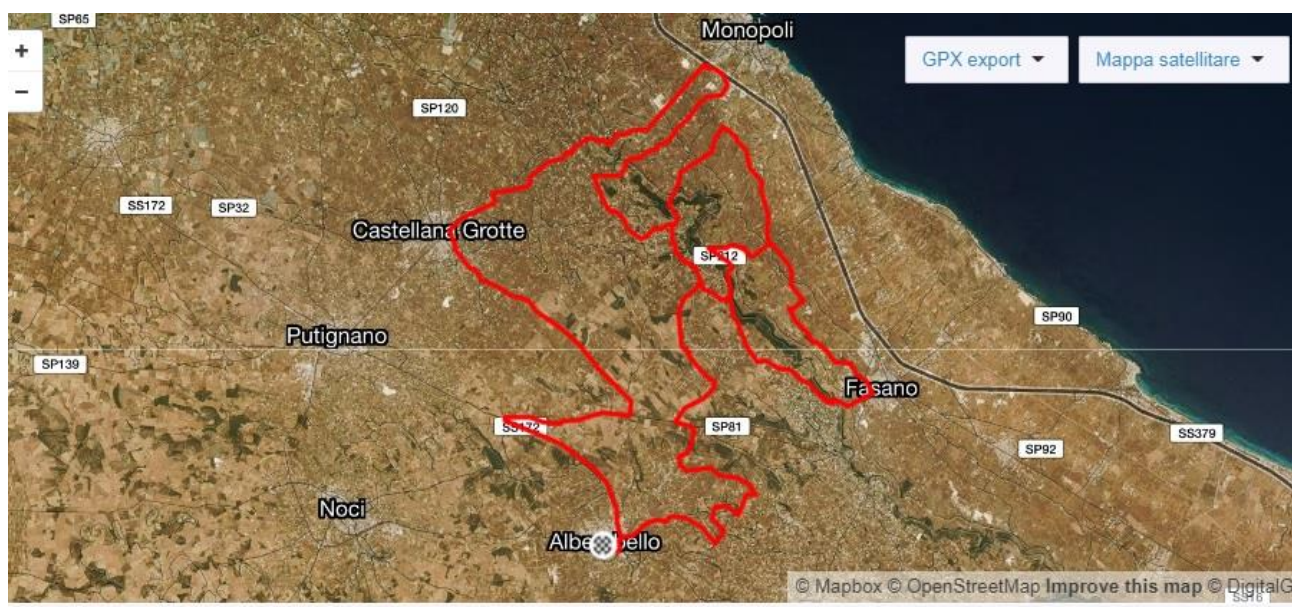 SP65
Monopoli
+
GPX export
Mappa satellitare
−
SP120
SS172
SP32
Castellana Grotte
SP90
Putignano
SP139
Fasano
SP81
SS379
SP92
Noci
© Mapbox © OpenStreetMap Improve this map © DigitalG